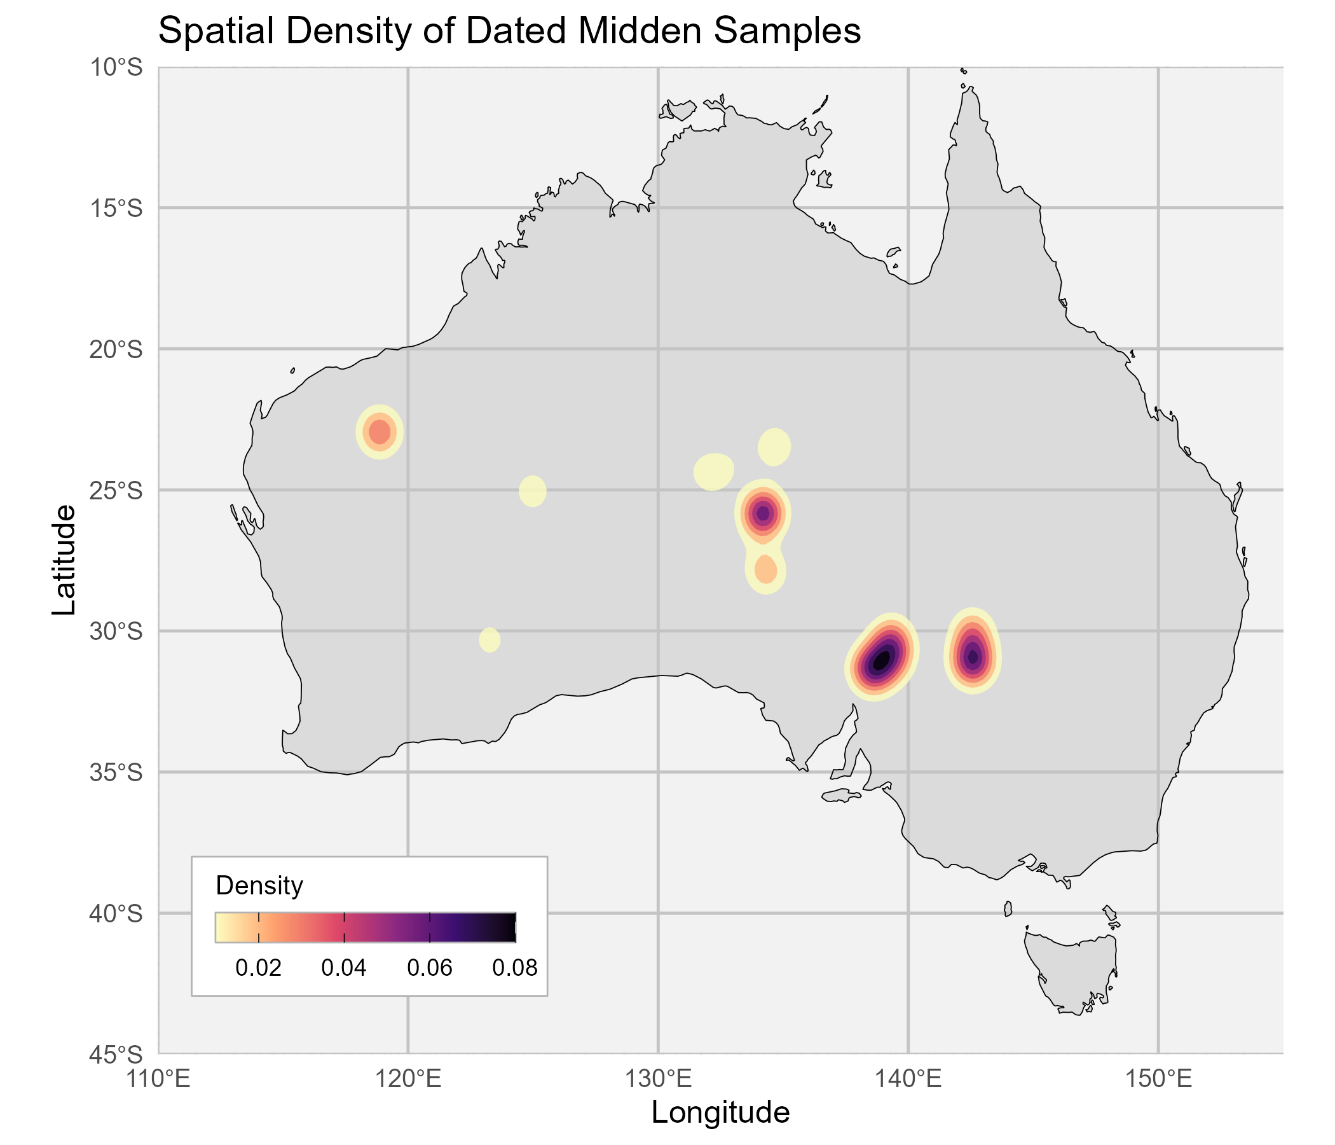 Spatial Density of Dated Midden Samples
10°S
15°S
20°S
25°S
30°S
35°S
40°S
45°S
Latitude
Density
0.02 0.04 0.06 0.08
110°E 120°E 130°E 140°E 150°E
Longitude